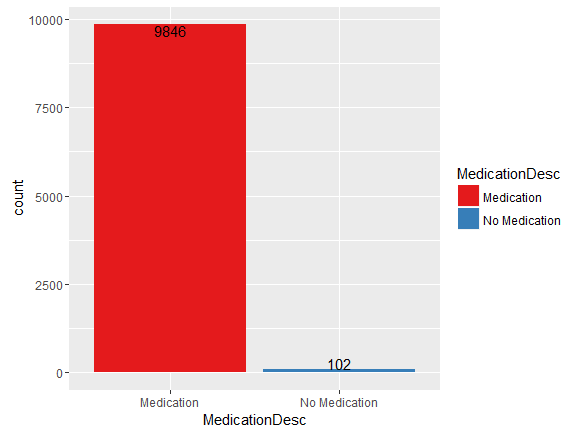 10000
7500
5000
2500
0
count
9846
102
Medication
No Medication
MedicationDesc
MedicationDesc
Medication
No Medication